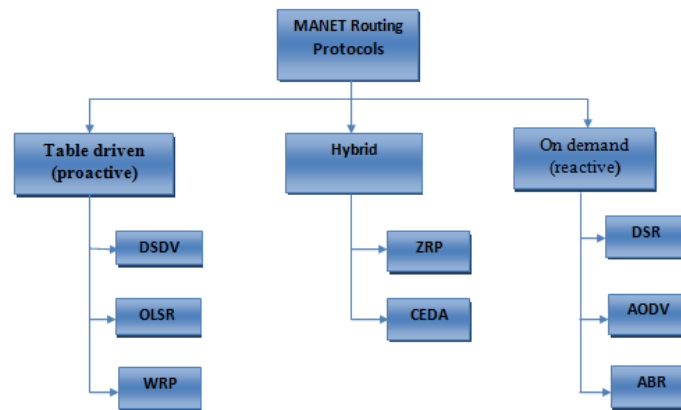 MANET Routing
Protocols
Table driven
(proactive)
Hybrid
On demand
(reactive)
DSDV
OLSR
WRP
ZRP
CEDA
DSR
AODV
ABR